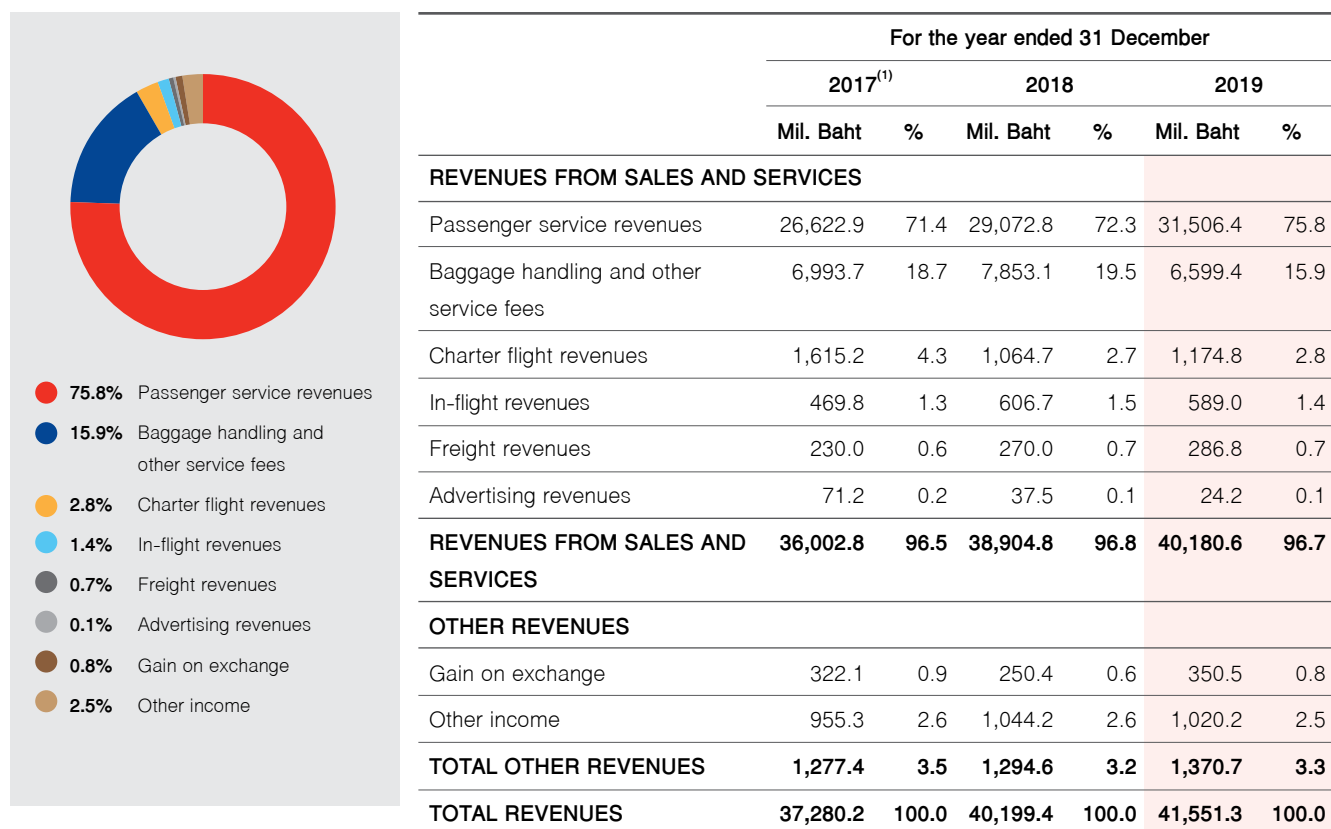 75.8% Passenger service revenues
15.9% Baggage handling and
other service fees
2.8% Charter flight revenues
1.4% In-flight revenues
0.7% Freight revenues
0.1% Advertising revenues
0.8% Gain on exchange
2.5% Other income
For the year ended 31 December
2017(1) 2018 2019
Mil. Baht % Mil. Baht % Mil. Baht %
REVENUES FROM SALES AND SERVICES
Passenger service revenues 26,622.9 71.4 29,072.8 72.3 31,506.4 75.8
Baggage handling and other 6,993.7 18.7 7,853.1 19.5 6,599.4 15.9
service fees
Charter flight revenues 1,615.2 4.3 1,064.7 2.7 1,174.8 2.8
In-flight revenues 469.8 1.3 606.7 1.5 589.0 1.4
Freight revenues 230.0 0.6 270.0 0.7 286.8 0.7
Advertising revenues 71.2 0.2 37.5 0.1 24.2 0.1
REVENUES FROM SALES AND 36,002.8 96.5 38,904.8 96.8 40,180.6 96.7
SERVICES
OTHER REVENUES
Gain on exchange 322.1 0.9 250.4 0.6 350.5 0.8
Other income 955.3 2.6 1,044.2 2.6 1,020.2 2.5
TOTAL OTHER REVENUES 1,277.4 3.5 1,294.6 3.2 1,370.7 3.3
TOTAL REVENUES 37,280.2 100.0 40,199.4 100.0 41,551.3 100.0